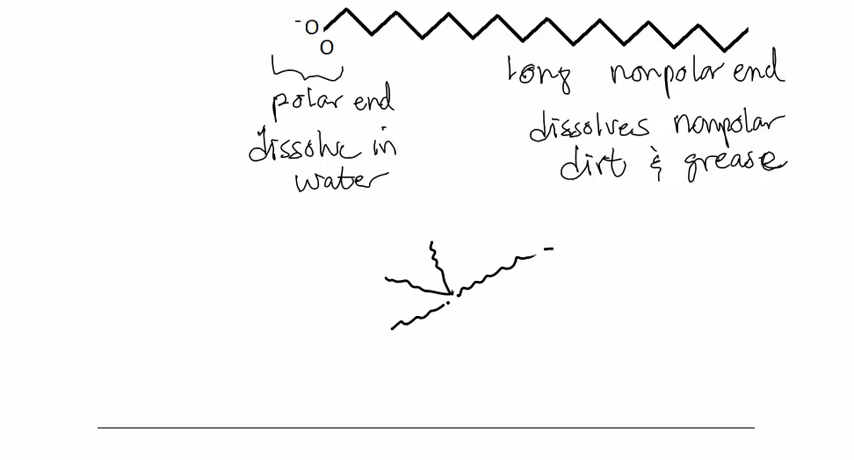 -O
O
polar end
dissolve in
water
long nonpolar end
dissolves nonpolar
dirt & grease
-